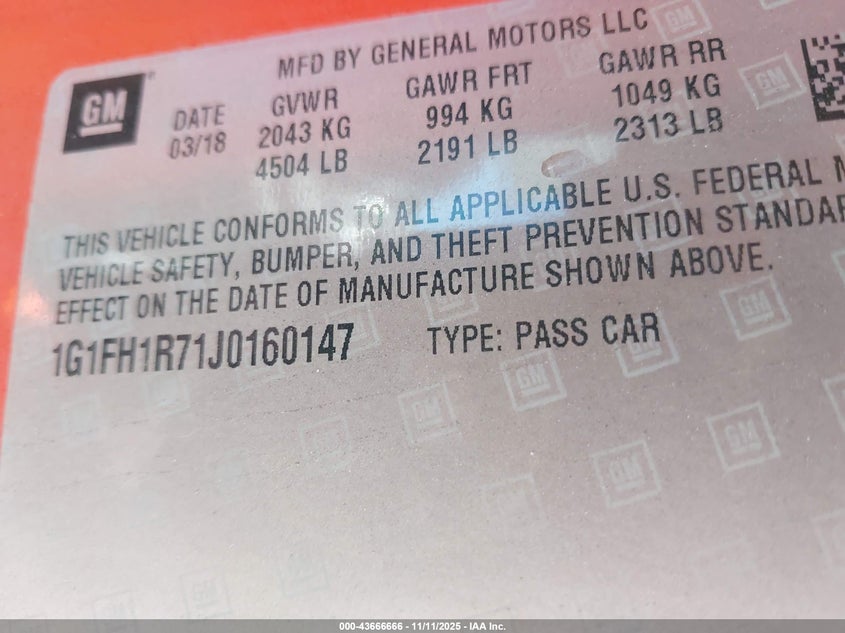 MFD BY GENERAL MOTORS LLC
GM
DATE GVWR GAWR FRT GAWR RR
03/18 2043 KG 994 KG 1049 KG
4504 LB 2191 LB 2313 LB
THIS VEHICLE CONFORMS TO ALL APPLICABLE U.S. FEDERAL M
VEHICLE SAFETY, BUMPER, AND THEFT PREVENTION STANDAR
EFFECT ON THE DATE OF MANUFACTURE SHOWN ABOVE.
1G1FH1R71J0160147 TYPE: PASS CAR
000-43666666 - 11/11/2025 - IAA Inc.